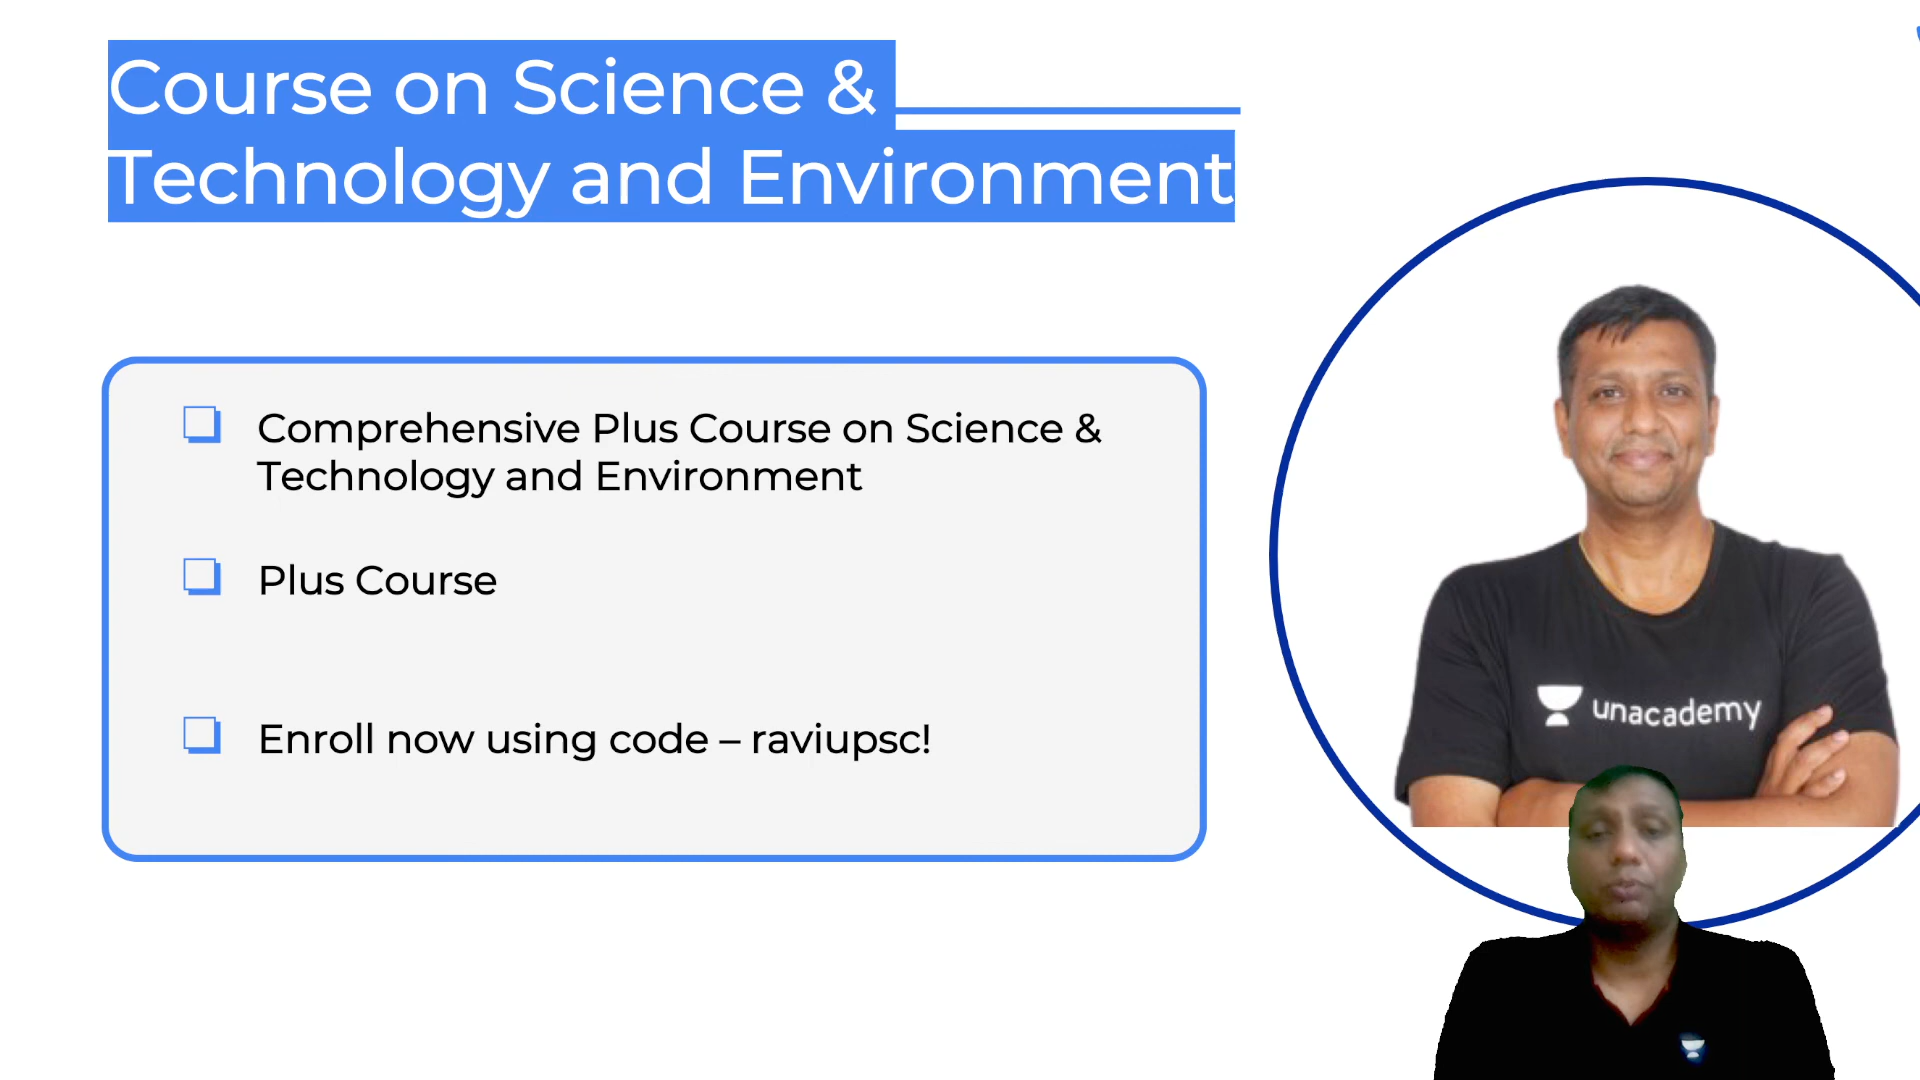 Course on Science &
Technology and Environment
Comprehensive Plus Course on Science &
Technology and Environment
Plus Course
Enroll now using code – raviupsc!
unacademy